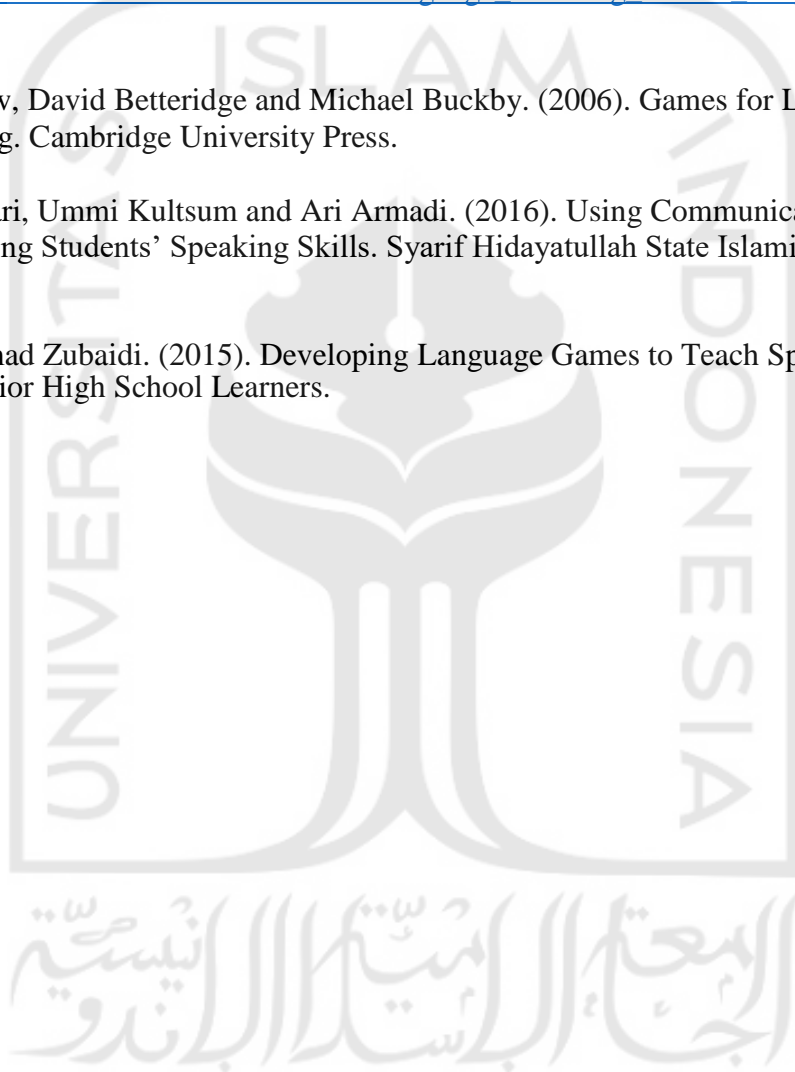 w, David Betteridge and Michael Buckby. (2006). Games for L
g. Cambridge University Press.
ri, Ummi Kultsum and Ari Armadi. (2016). Using Communica
ng Students’ Speaking Skills. Syarif Hidayatullah State Islami
ad Zubaidi. (2015). Developing Language Games to Teach Sp
ior High School Learners.
ISLAM
UNIVERSITAS
INDONESIA